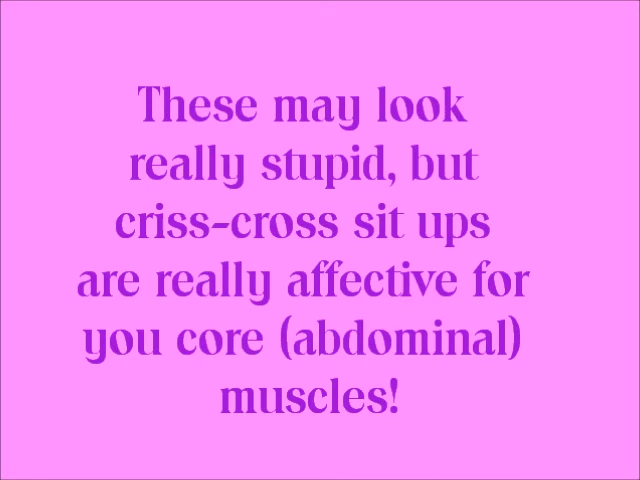 These may look
really stupid, but
criss-cross sit ups
are really affective for
you core (abdominal)
muscles!